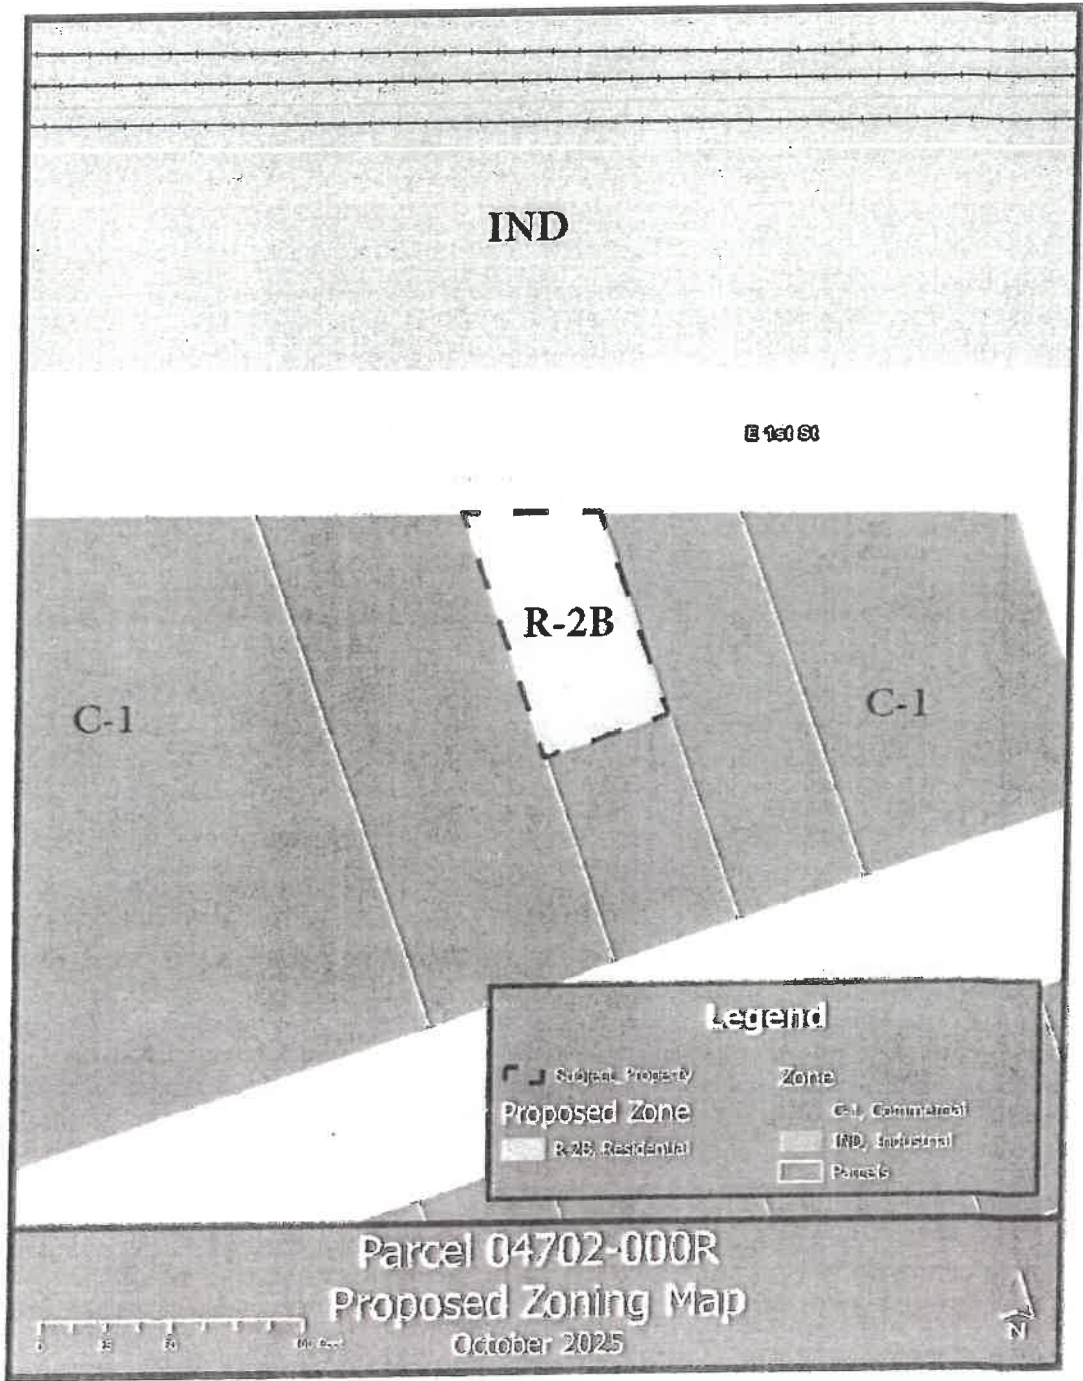 IND
E 1st St
R-2B
C-1
C-1
Legend
Subject_Property
Proposed Zone
R-2B, Residential
Zone
C-1, Commercial
IND, Industrial
Parcels
Parcel 04702-000R
Proposed Zoning Map
October 2025
0
N